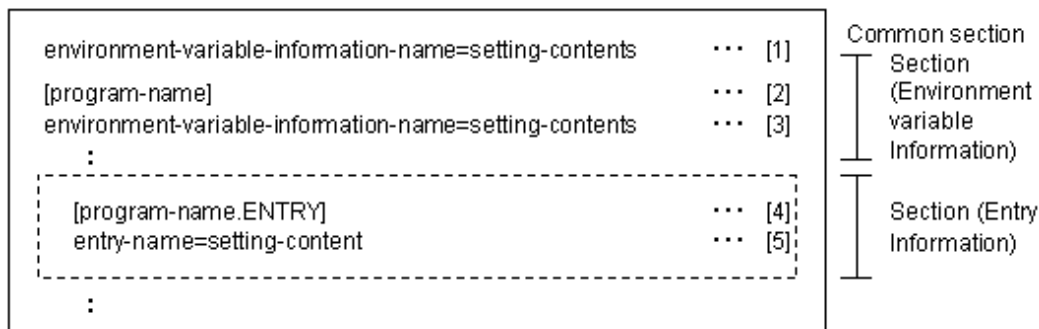 environment-variable-information-name=setting-contents ··· [1]
[program-name] ··· [2]
environment-variable-information-name=setting-contents ··· [3]
:
[program-name.ENTRY] ··· [4]
entry-name=setting-content ··· [5]
:
Common section
Section
(Environment
variable
Information)
Section (Entry
Information)